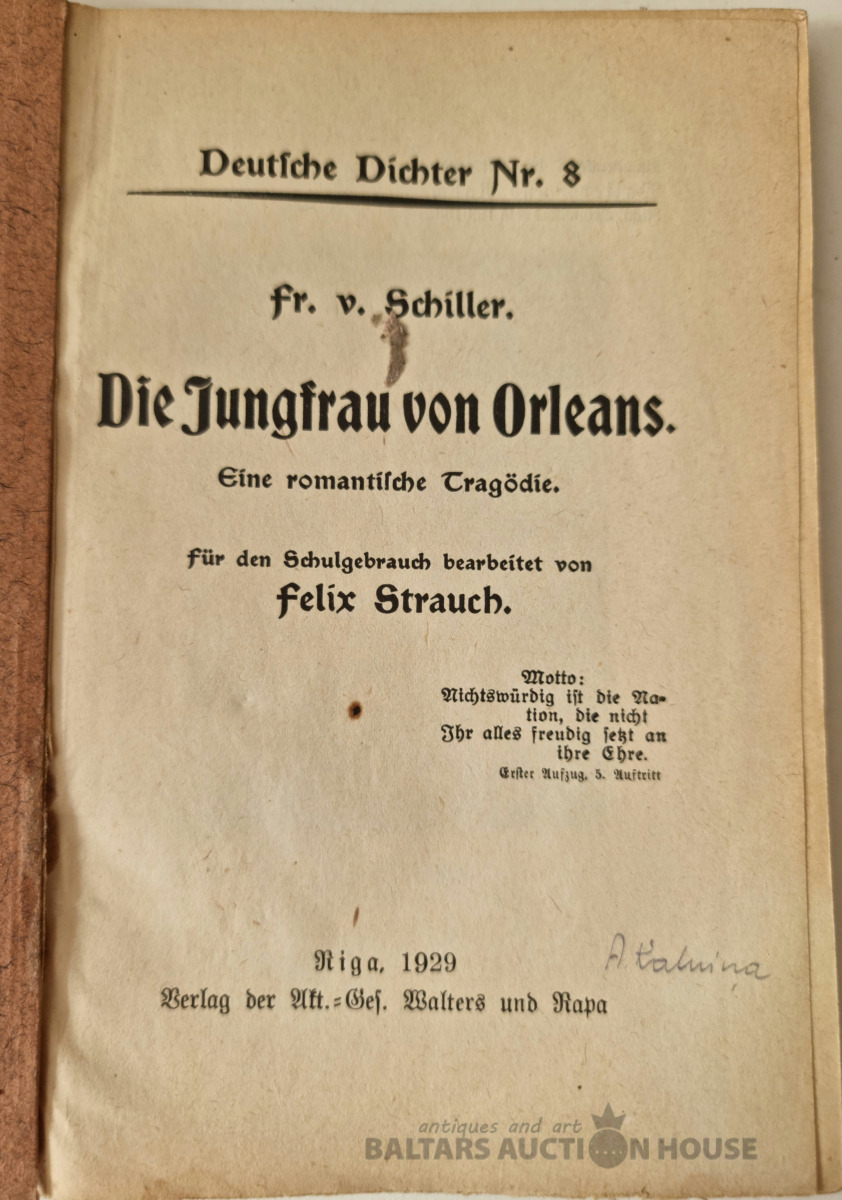 Deutſche Dichter Nr. 8
Fr. v. Schiller.
Die Jungfrau von Orleans.
Eine romantiſche Tragödie.
Für den Schulgebrauch bearbeitet von
Felix Strauch.
Motto:
Nichtswürdig iſt die Na-
tion, die nicht
Ihr alles freudig ſetzt an
ihre Ehre.
Erſter Aufzug, 5. Auftritt
Riga, 1929
A Kalniņa
Verlag der Akt.-Geſ. Walters und Rapa
antiques and art
BALTARS AUCTION HOUSE